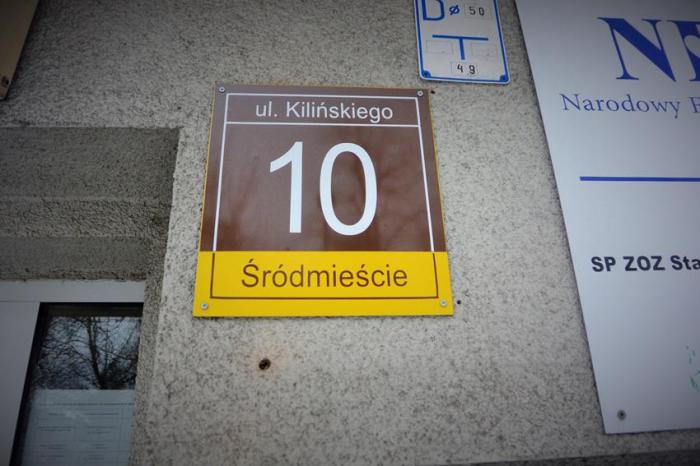 D ø 50
T
49
ul. Kilińskiego
10
Śródmieście
Narodowy
SP ZOZ